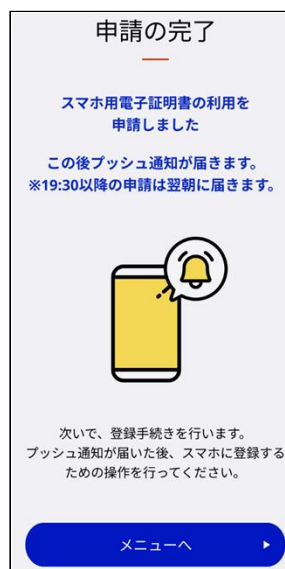 申請の完了
スマホ用電子証明書の利用を
申請しました
この後プッシュ通知が届きます。
※19:30以降の申請は翌朝に届きます。
次いで、登録手続きを行います。
プッシュ通知が届いた後、スマホに登録する
ための操作を行ってください。
メニューへ